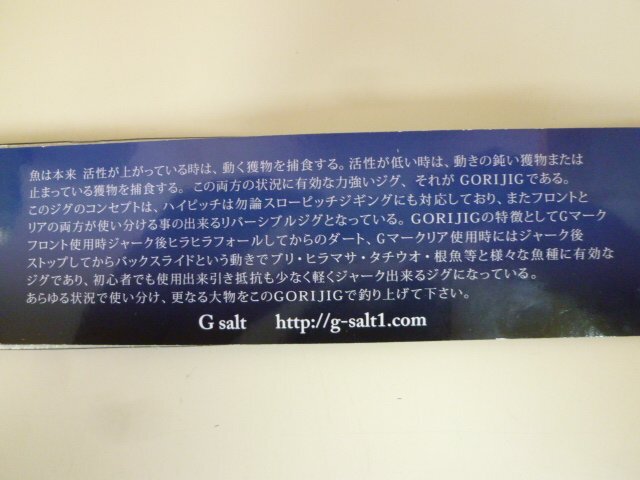 魚は本来 活性が上がっている時は、動く獲物を捕食する。活性が低い時は、動きの鈍い獲物または
止まっている獲物を捕食する。 この両方の状況に有効な力強いジグ、それが GORIJIGである。
このジグのコンセプトは、ハイピッチは勿論スローピッチジギングにも対応しており、またフロントと
リアの両方が使い分ける事の出来るリバーシブルジグとなっている。 GORIJIGの特徴としてGマーク
フロント使用時ジャーク後ヒラヒラフォールしてからのダート、Gマークリア使用時にはジャーク後
ストップしてからバックスライドという動きでブリ・ヒラマサ・タチウオ・根魚等と様々な魚種に有効な
ジグであり、初心者でも使用出来引き抵抗も少なく軽くジャーク出来るジグになっている。
あらゆる状況で使い分け、更なる大物をこのGORIJIGで釣り上げて下さい。
G salt http://g-salt1.com